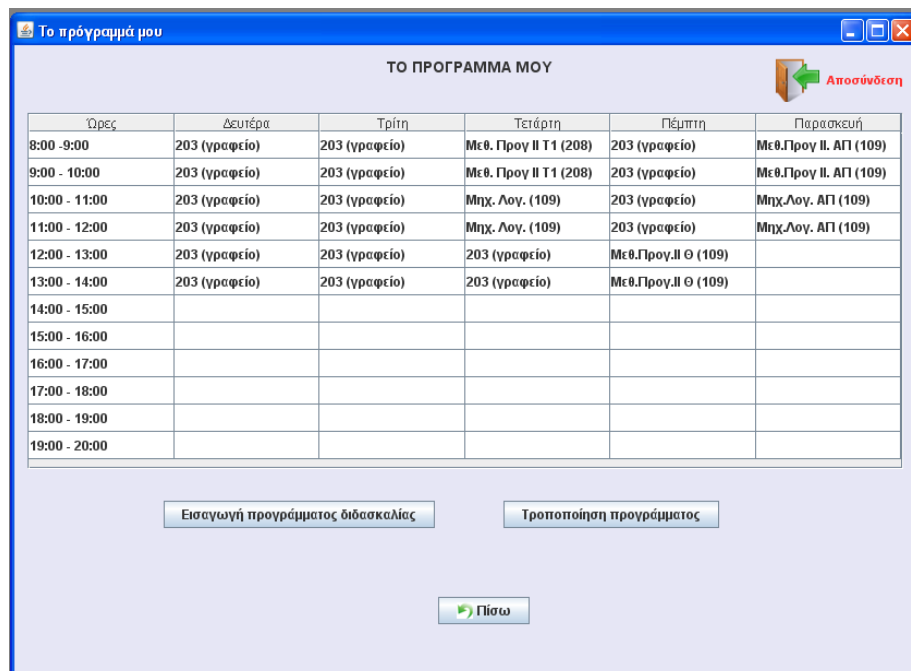 Το πρόγραμμά μου
ΤΟ ΠΡΟΓΡΑΜΜΑ ΜΟΥ
Αποσύνδεση
Ώρες Δευτέρα Τρίτη Τετάρτη Πέμπτη Παρασκευή
8:00 -9:00 203 (γραφείο) 203 (γραφείο) Μεθ. Προγ ΙΙ Τ1 (208) 203 (γραφείο) Μεθ.Προγ ΙΙ. ΑΠ (109)
9:00 - 10:00 203 (γραφείο) 203 (γραφείο) Μεθ. Προγ ΙΙ Τ1 (208) 203 (γραφείο) Μεθ.Προγ ΙΙ. ΑΠ (109)
10:00 - 11:00 203 (γραφείο) 203 (γραφείο) Μηχ. Λογ. (109) 203 (γραφείο) Μηχ.Λογ. ΑΠ (109)
11:00 - 12:00 203 (γραφείο) 203 (γραφείο) Μηχ. Λογ. (109) 203 (γραφείο) Μηχ.Λογ. ΑΠ (109)
12:00 - 13:00 203 (γραφείο) 203 (γραφείο) 203 (γραφείο) Μεθ.Προγ.ΙΙ Θ (109)
13:00 - 14:00 203 (γραφείο) 203 (γραφείο) 203 (γραφείο) Μεθ.Προγ.ΙΙ Θ (109)
14:00 - 15:00
15:00 - 16:00
16:00 - 17:00
17:00 - 18:00
18:00 - 19:00
19:00 - 20:00
Εισαγωγή προγράμματος διδασκαλίας Τροποποίηση προγράμματος
Πίσω